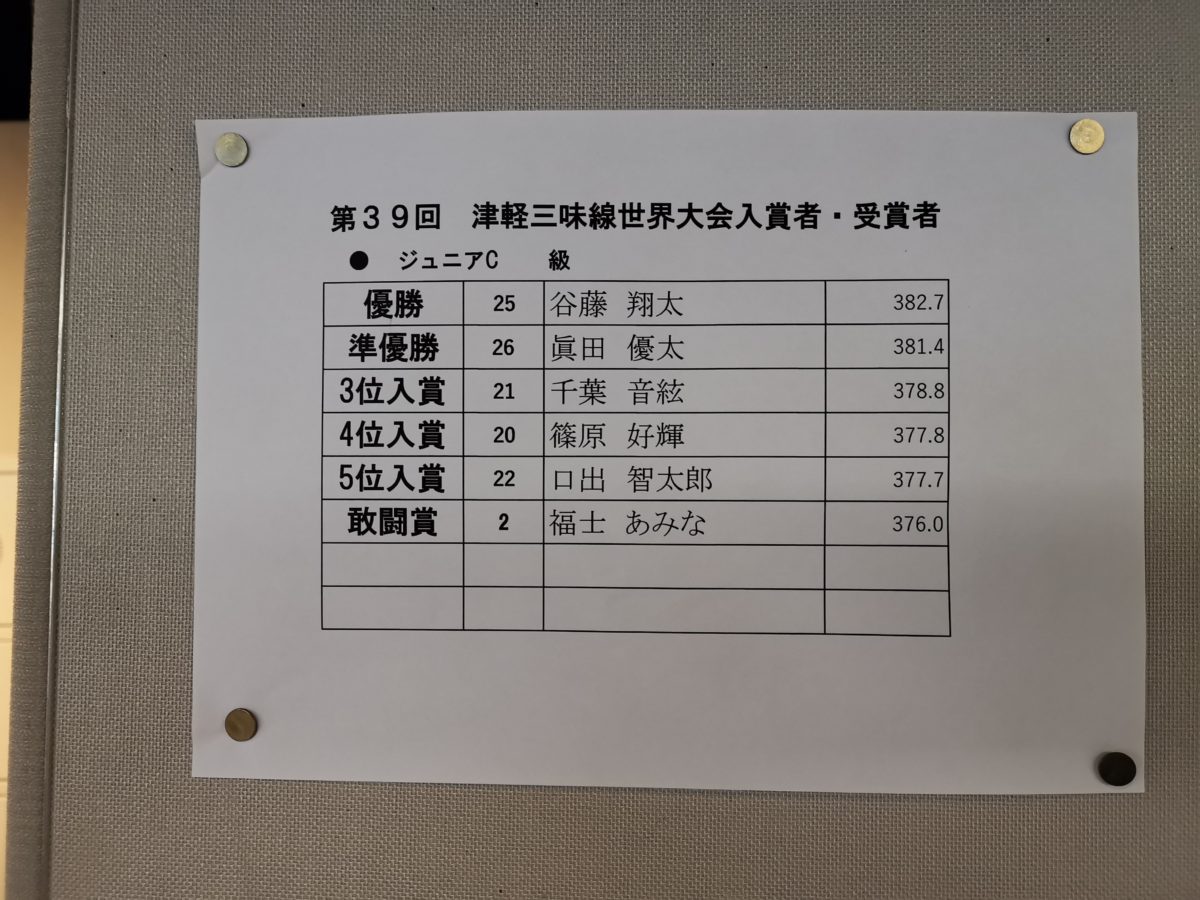 第３９回　津軽三味線世界大会入賞者・受賞者
●　ジュニアC　　級
優勝 25 谷藤 翔太 382.7
準優勝 26 眞田 優太 381.4
3位入賞 21 千葉 音絃 378.8
4位入賞 20 篠原 好輝 377.8
5位入賞 22 口出 智太郎 377.7
敢闘賞 2 福士 あみな 376.0